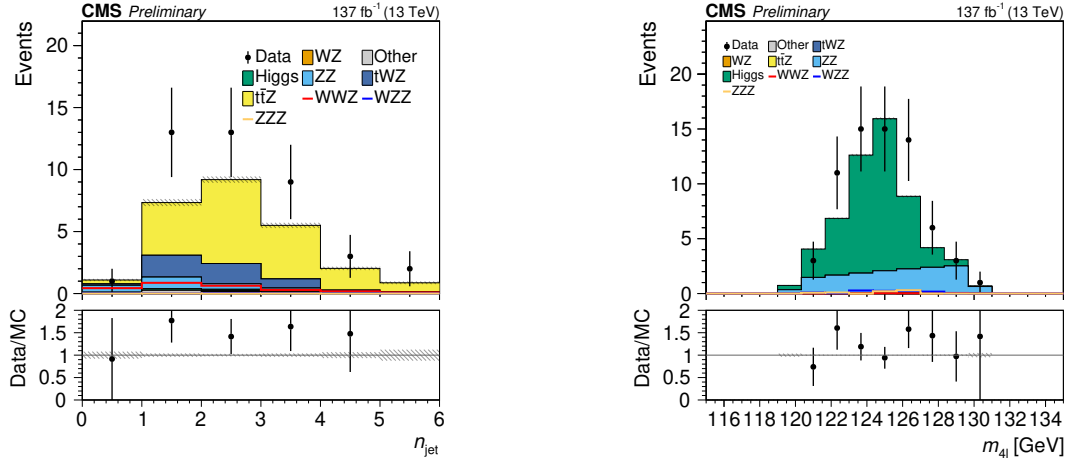 CMS Preliminary 137 fb⁻¹ (13 TeV)
Events
20
15
10
5
0
Data WZ Other
Higgs ZZ tWZ
tt̄Z WWZ WZZ
ZZZ
Data/MC
2
1.5
1
0.5
0
0 1 2 3 4 5 6
n_jet
CMS Preliminary 137 fb⁻¹ (13 TeV)
Events
20
15
10
5
0
Data Other tWZ
WZ tt̄Z ZZ
Higgs WWZ WZZ
ZZZ
Data/MC
2
1.5
1
0.5
0
116 118 120 122 124 126 128 130 132 134
m_4l [GeV]